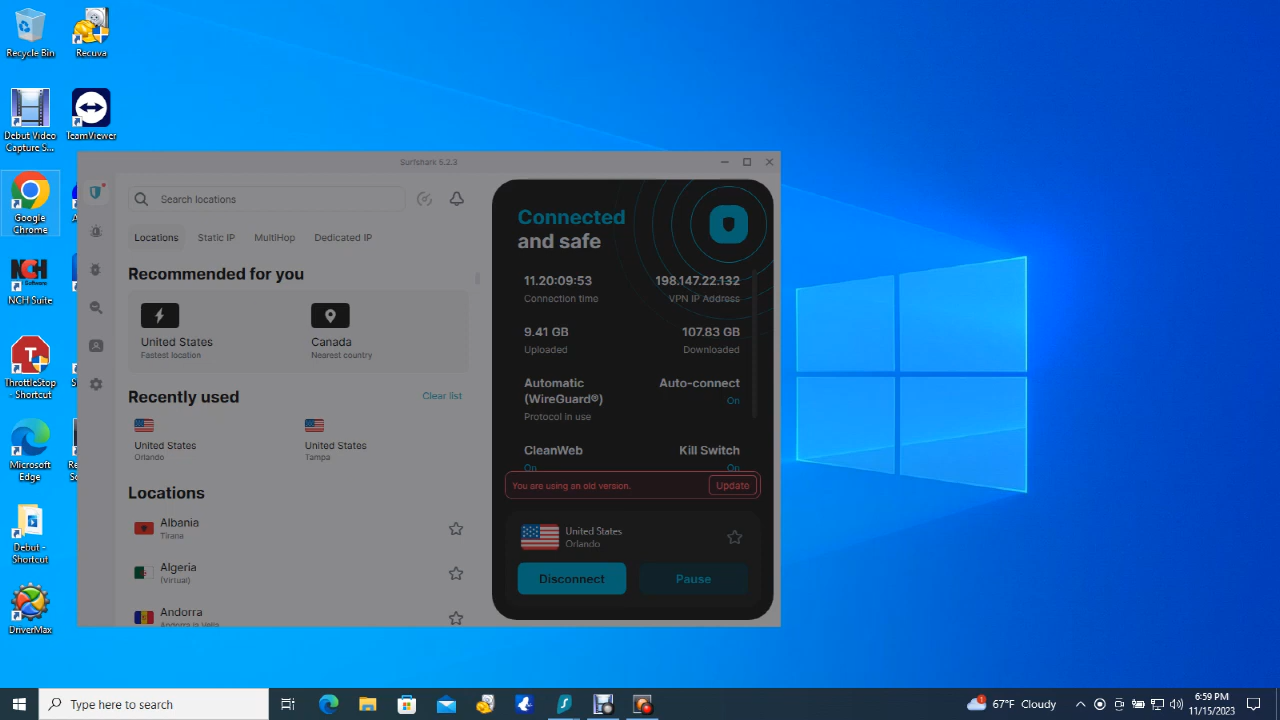 Recycle Bin
Recuva
Debut Video
Capture S...
TeamViewer
Google
Chrome
NCH Suite
ThrottleStop
- Shortcut
Microsoft
Edge
Debut -
Shortcut
DriverMax
Surfshark 5.2.3
Search locations
Locations
Static IP
MultiHop
Dedicated IP
Recommended for you
United States
Fastest location
Canada
Nearest country
Recently used
Clear list
United States
Orlando
United States
Tampa
Locations
Albania
Tirana
Algeria
(Virtual)
Andorra
Andorra la Vella
Connected
and safe
11.20:09:53
Connection time
198.147.22.132
VPN IP Address
9.41 GB
Uploaded
107.83 GB
Downloaded
Automatic
(WireGuard®)
Protocol in use
Auto-connect
On
CleanWeb
On
Kill Switch
On
You are using an old version.
Update
United States
Orlando
Disconnect
Pause
Type here to search
67°F Cloudy
6:59 PM
11/15/2023